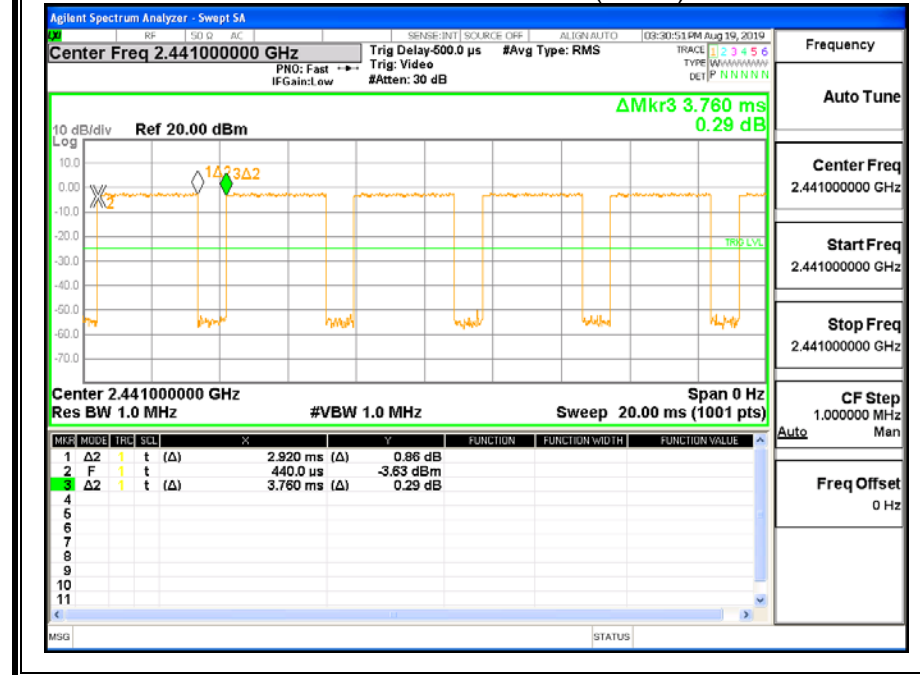 Agilent Spectrum Analyzer - Swept SA
RF 50 Ω AC SENSE:INT SOURCE OFF ALIGN AUTO 03:30:51 PM Aug 19, 2019
Center Freq 2.441000000 GHz
PNO: Fast
IFGain:Low
Trig Delay-500.0 µs
Trig: Video
#Atten: 30 dB
#Avg Type: RMS
TRACE 1 2 3 4 5 6
TYPE WWWWWW
DET P N N N N N
ΔMkr3 3.760 ms
0.29 dB
10 dB/div Ref 20.00 dBm
Log
10.0
0.00
-10.0
-20.0
-30.0
-40.0
-50.0
-60.0
-70.0
2
3Δ2
TRIG LVL
Center 2.441000000 GHz Span 0 Hz
Res BW 1.0 MHz #VBW 1.0 MHz Sweep 20.00 ms (1001 pts)
MKR MODE TRC SCL X Y FUNCTION FUNCTION WIDTH FUNCTION VALUE
1 Δ2 1 t (Δ) 2.920 ms (Δ) 0.86 dB
2 F 1 t 440.0 µs -3.63 dBm
3 Δ2 1 t (Δ) 3.760 ms (Δ) 0.29 dB
4
5
6
7
8
9
10
11
MSG STATUS
Frequency
Auto Tune
Center Freq
2.441000000 GHz
Start Freq
2.441000000 GHz
Stop Freq
2.441000000 GHz
CF Step
1.000000 MHz
Auto Man
Freq Offset
0 Hz